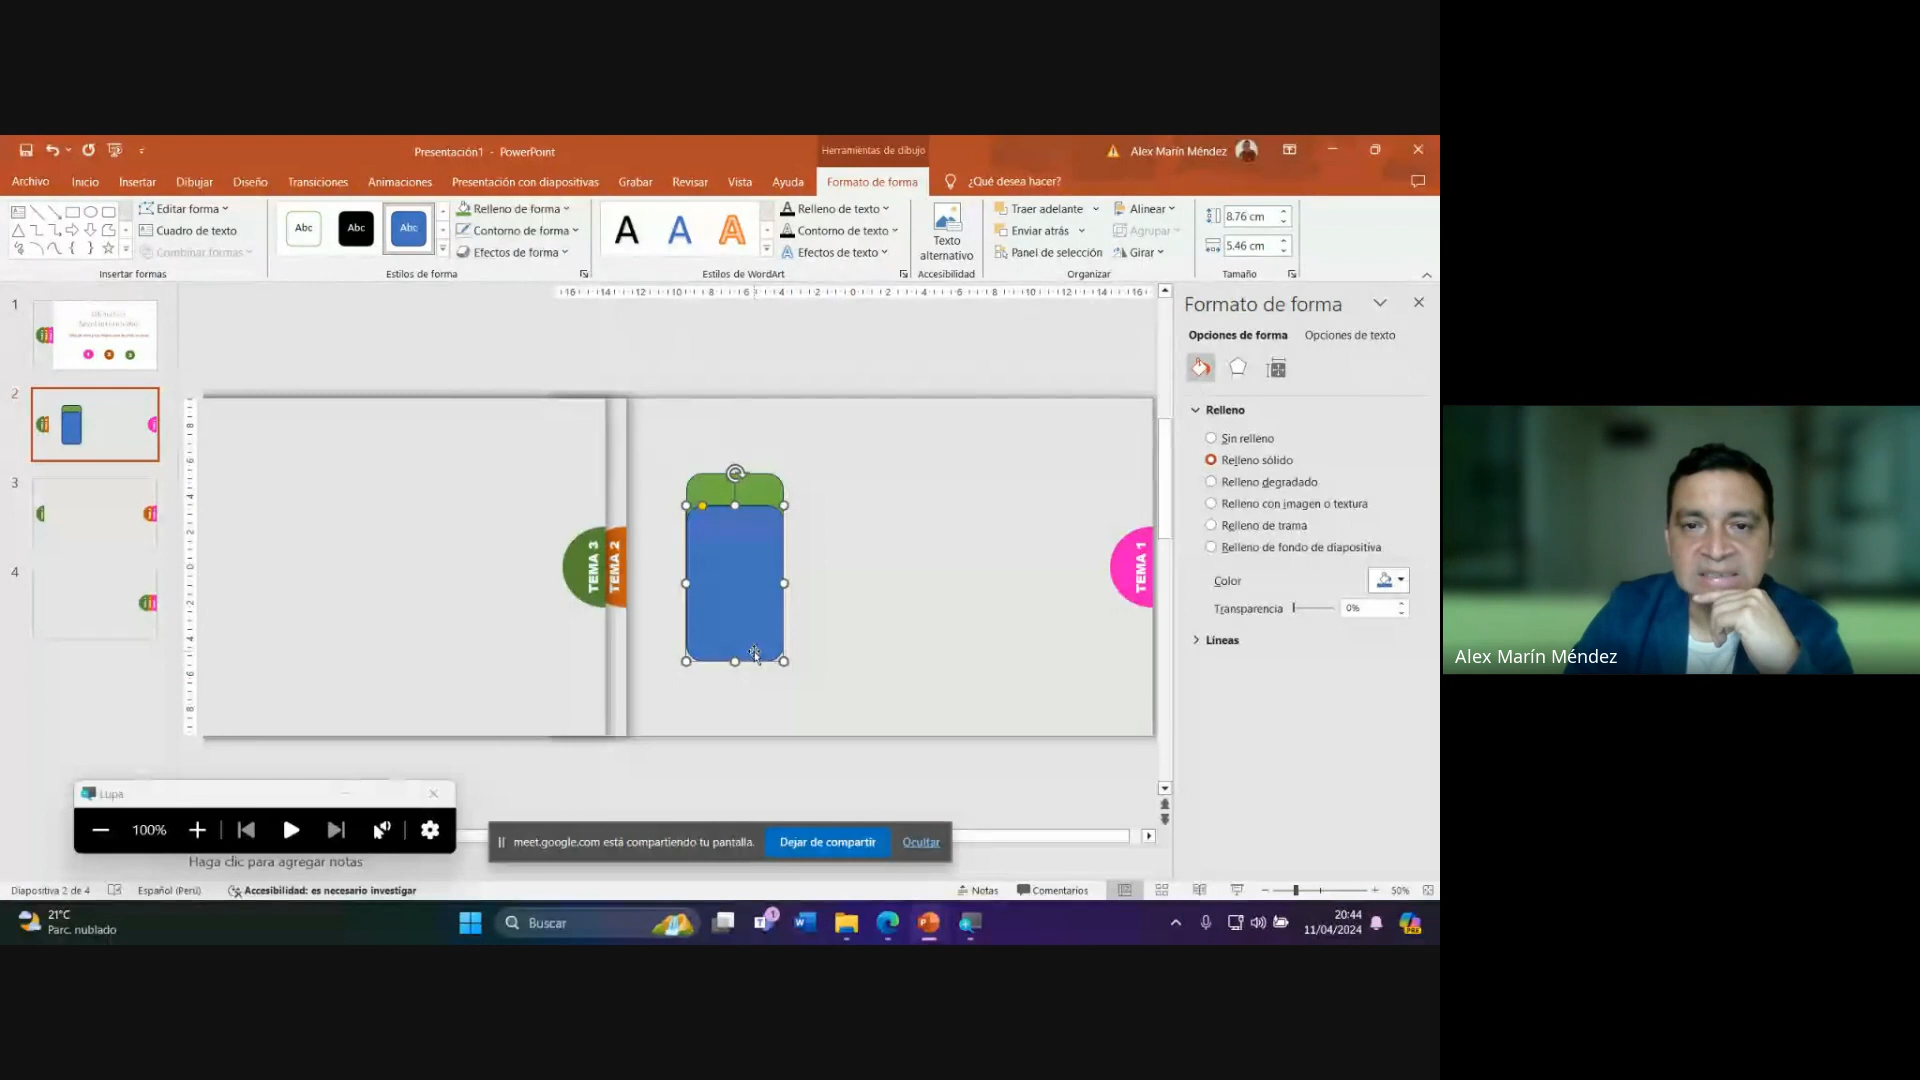 Presentación1 - PowerPoint
Herramientas de dibujo
Alex Marín Méndez
Archivo Inicio Insertar Dibujar Diseño Transiciones Animaciones Presentación con diapositivas Grabar Revisar Vista Ayuda Formato de forma ¿Qué desea hacer?
Editar forma
Cuadro de texto
Combinar formas
Insertar formas
Abc Abc Abc
Relleno de forma
Contorno de forma
Efectos de forma
Estilos de forma
A A A
Relleno de texto
Contorno de texto
Efectos de texto
Estilos de WordArt
Texto
alternativo
Accesibilidad
Traer adelante
Enviar atrás
Panel de selección
Alinear
Agrupar
Girar
Organizar
8.76 cm
5.46 cm
Tamaño
1
2
3
4
TEMA 3
TEMA 2
TEMA 1
Formato de forma
Opciones de forma Opciones de texto
Relleno
Sin relleno
Relleno sólido
Relleno degradado
Relleno con imagen o textura
Relleno de trama
Relleno de fondo de diapositiva
Color
Transparencia 0%
Líneas
Lupa
100%
meet.google.com está compartiendo tu pantalla.
Dejar de compartir
Ocultar
Haga clic para agregar notas
Diapositiva 2 de 4 Español (Perú) Accesibilidad: es necesario investigar
Notas Comentarios 50%
21°C
Parc. nublado
Buscar
20:44
11/04/2024
Alex Marín Méndez